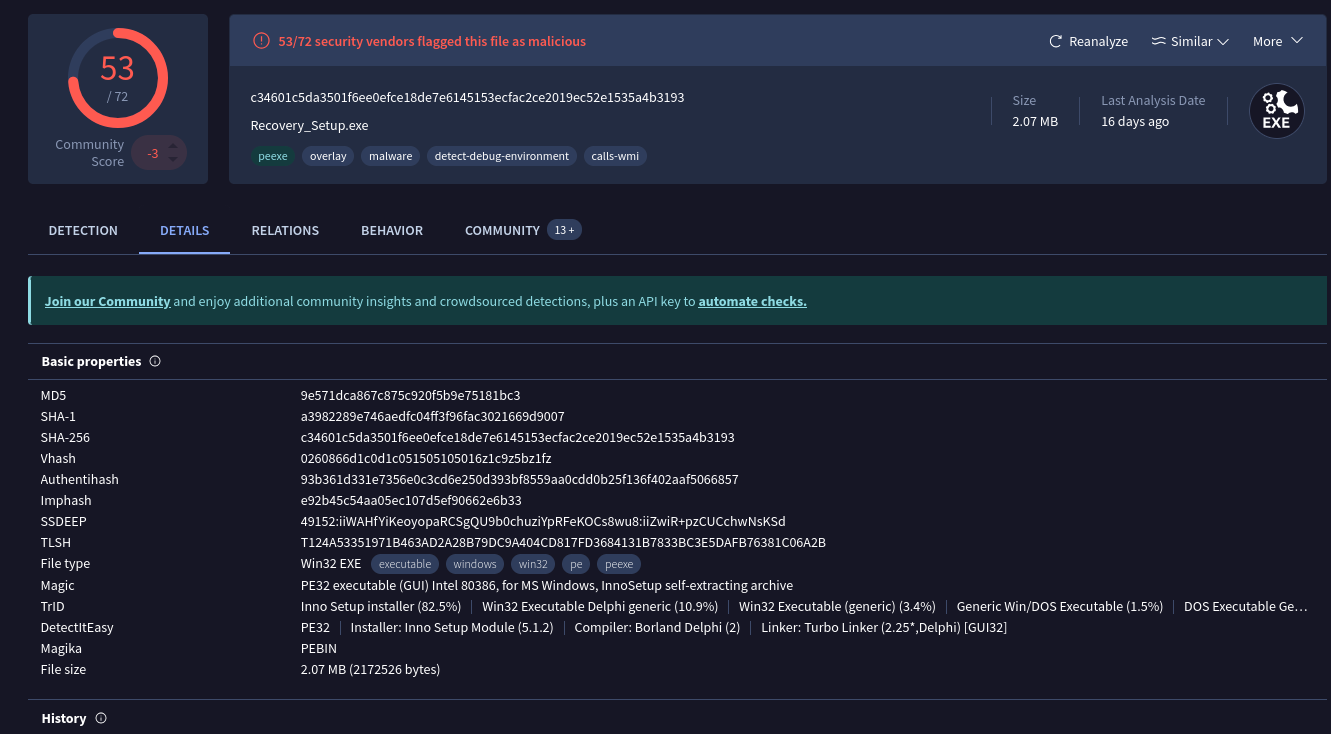 53
/ 72
Community Score
-3
53/72 security vendors flagged this file as malicious
Reanalyze Similar More
c34601c5da3501f6ee0efce18de7e6145153ecfac2ce2019ec52e1535a4b3193
Recovery_Setup.exe
peexe overlay malware detect-debug-environment calls-wmi
Size
2.07 MB
Last Analysis Date
16 days ago
EXE
DETECTION DETAILS RELATIONS BEHAVIOR COMMUNITY 13 +
Join our Community and enjoy additional community insights and crowdsourced detections, plus an API key to automate checks.
Basic properties
MD5 9e571dca867c875c920f5b9e75181bc3
SHA-1 a3982289e746aedfc04ff3f96fac3021669d9007
SHA-256 c34601c5da3501f6ee0efce18de7e6145153ecfac2ce2019ec52e1535a4b3193
Vhash 0260866d1c0d1c051505105016z1c9z5bz1fz
Authentihash 93b361d331e7356e0c3cd6e250d393bf8559aa0cdd0b25f136f402aaf5066857
Imphash e92b45c54aa05ec107d5ef90662e6b33
SSDEEP 49152:iiWAHfYiKeoyopaRCSgQU9b0chuziYpRFeKOCs8wu8:iiZwiR+pzCUCchwNsKSd
TLSH T124A53351971B463AD2A28B79DC9A404CD817FD3684131B7833BC3E5DAFB76381C06A2B
File type Win32 EXE executable windows win32 pe peexe
Magic PE32 executable (GUI) Intel 80386, for MS Windows, InnoSetup self-extracting archive
TrID Inno Setup installer (82.5%) | Win32 Executable Delphi generic (10.9%) | Win32 Executable (generic) (3.4%) | Generic Win/DOS Executable (1.5%) | DOS Executable Ge…
DetectItEasy PE32 | Installer: Inno Setup Module (5.1.2) | Compiler: Borland Delphi (2) | Linker: Turbo Linker (2.25*,Delphi) [GUI32]
Magika PEBIN
File size 2.07 MB (2172526 bytes)
History